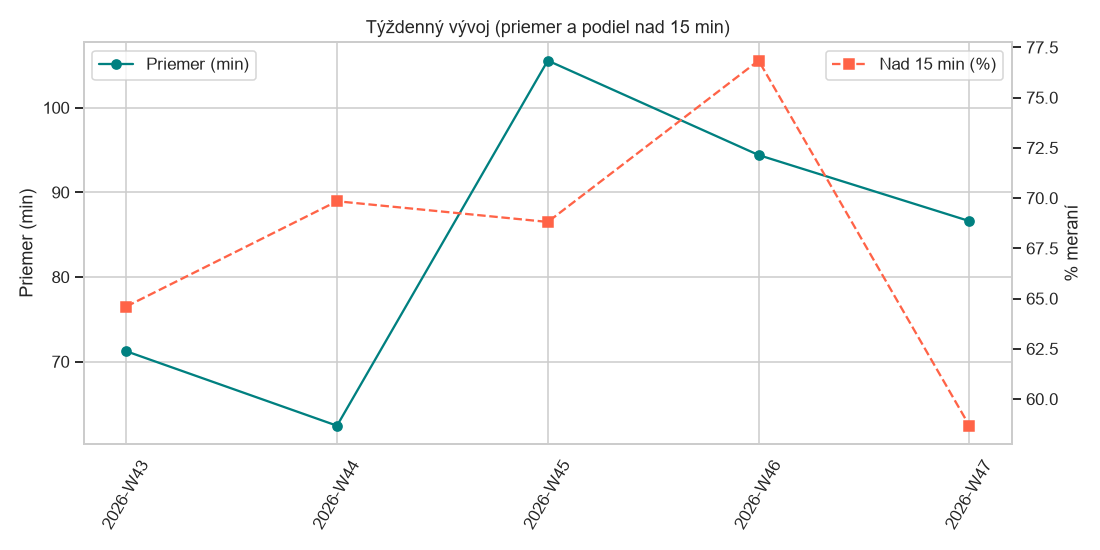 Týždenný vývoj (priemer a podiel nad 15 min)
Priemer (min)
Nad 15 min (%)
Priemer (min)
100
90
80
70
77.5
75.0
72.5
70.0
67.5
65.0
62.5
60.0
% meraní
2026-W43
2026-W44
2026-W45
2026-W46
2026-W47